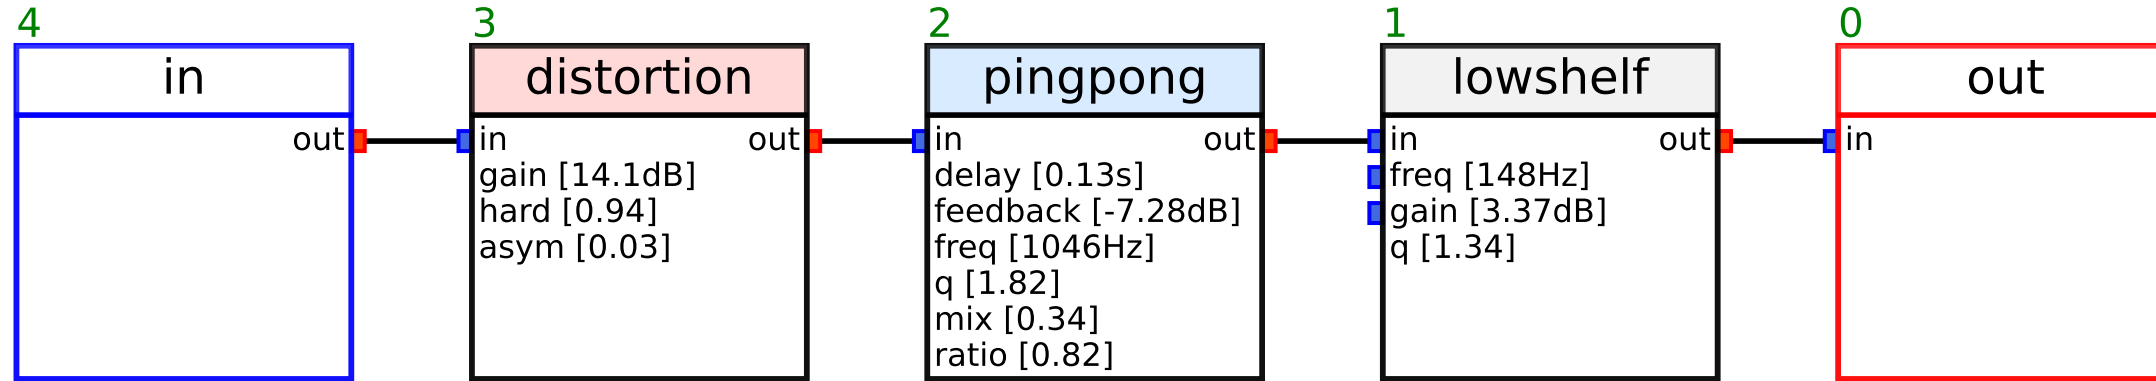 4
in
out
3
distortion
in out
gain [14.1dB]
hard [0.94]
asym [0.03]
2
pingpong
in out
delay [0.13s]
feedback [-7.28dB]
freq [1046Hz]
q [1.82]
mix [0.34]
ratio [0.82]
1
lowshelf
in out
freq [148Hz]
gain [3.37dB]
q [1.34]
0
out
in